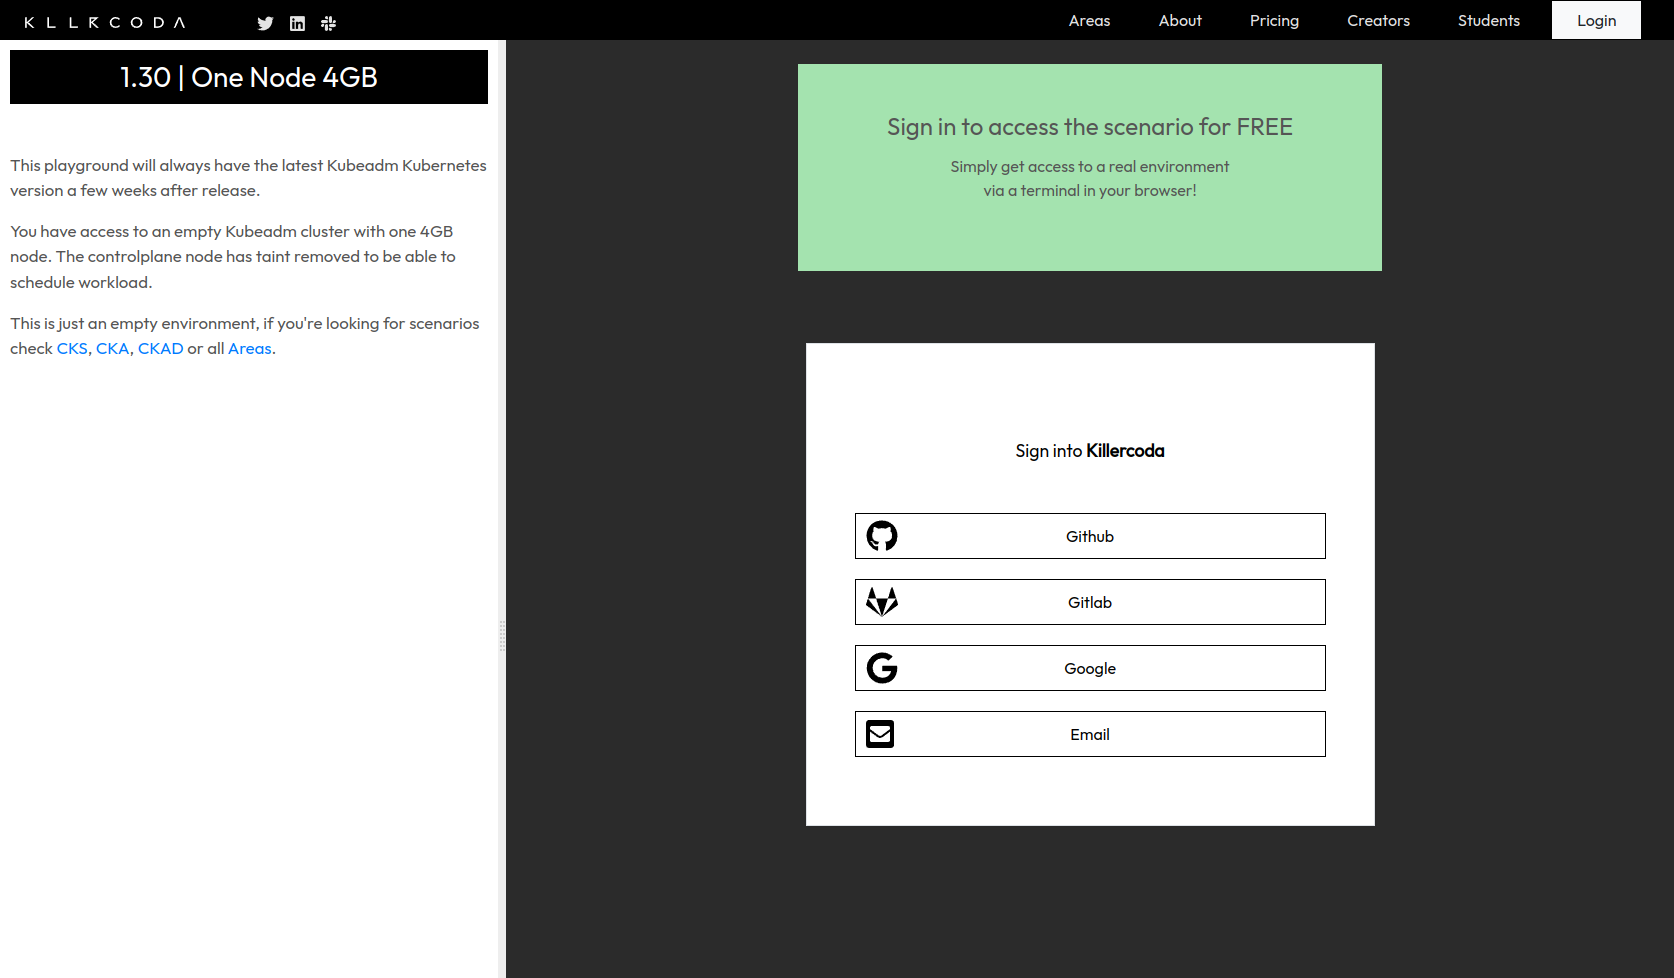 KLLRCODA
Areas About Pricing Creators Students Login
1.30 | One Node 4GB
This playground will always have the latest Kubeadm Kubernetes
version a few weeks after release.
You have access to an empty Kubeadm cluster with one 4GB
node. The controlplane node has taint removed to be able to
schedule workload.
This is just an empty environment, if you're looking for scenarios
check CKS, CKA, CKAD or all Areas.
Sign in to access the scenario for FREE
Simply get access to a real environment
via a terminal in your browser!
Sign into Killercoda
Github
Gitlab
Google
Email